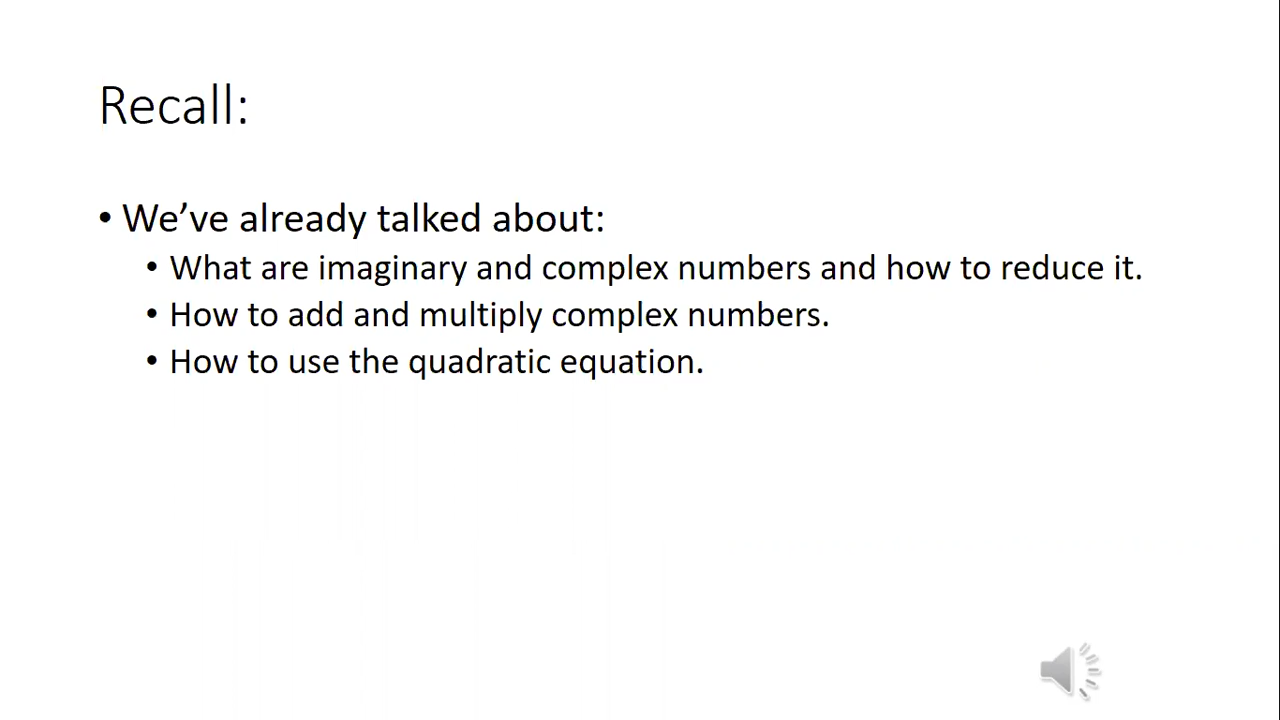 Recall:
• We’ve already talked about:
• What are imaginary and complex numbers and how to reduce it.
• How to add and multiply complex numbers.
• How to use the quadratic equation.